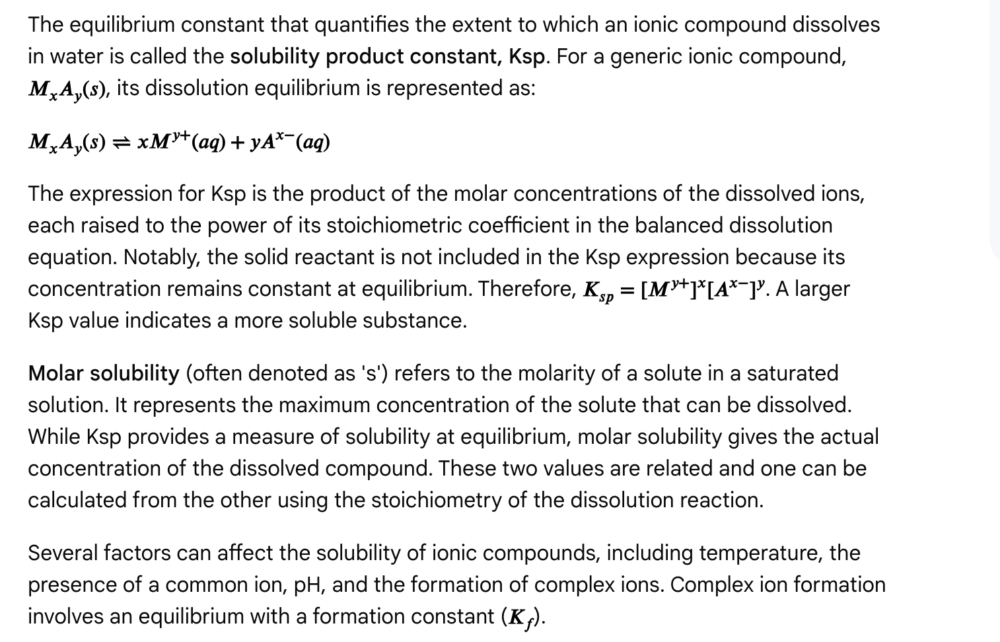 The equilibrium constant that quantifies the extent to which an ionic compound dissolves
in water is called the solubility product constant, Ksp. For a generic ionic compound,
MₓAᵧ(s), its dissolution equilibrium is represented as:
MₓAᵧ(s) ⇌ xMʸ⁺(aq) + yAˣ⁻(aq)
The expression for Ksp is the product of the molar concentrations of the dissolved ions,
each raised to the power of its stoichiometric coefficient in the balanced dissolution
equation. Notably, the solid reactant is not included in the Ksp expression because its
concentration remains constant at equilibrium. Therefore, Kₛₚ = [Mʸ⁺]ˣ[Aˣ⁻]ʸ. A larger
Ksp value indicates a more soluble substance.
Molar solubility (often denoted as 's') refers to the molarity of a solute in a saturated
solution. It represents the maximum concentration of the solute that can be dissolved.
While Ksp provides a measure of solubility at equilibrium, molar solubility gives the actual
concentration of the dissolved compound. These two values are related and one can be
calculated from the other using the stoichiometry of the dissolution reaction.
Several factors can affect the solubility of ionic compounds, including temperature, the
presence of a common ion, pH, and the formation of complex ions. Complex ion formation
involves an equilibrium with a formation constant (K_f).